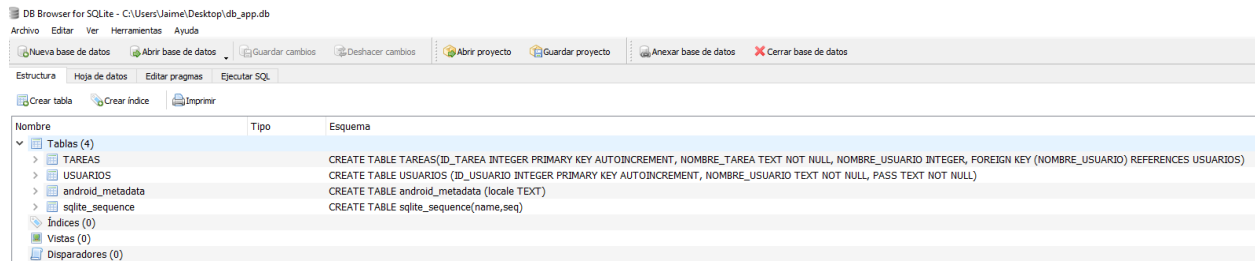 DB Browser for SQLite - C:\Users\Jaime\Desktop\db_app.db
Archivo Editar Ver Herramientas Ayuda
Nueva base de datos Abrir base de datos Guardar cambios Deshacer cambios Abrir proyecto Guardar proyecto Anexar base de datos Cerrar base de datos
Estructura Hoja de datos Editar pragmas Ejecutar SQL
Crear tabla Crear índice Imprimir
Nombre Tipo Esquema
Tablas (4)
TAREAS CREATE TABLE TAREAS(ID_TAREA INTEGER PRIMARY KEY AUTOINCREMENT, NOMBRE_TAREA TEXT NOT NULL, NOMBRE_USUARIO INTEGER, FOREIGN KEY (NOMBRE_USUARIO) REFERENCES USUARIOS)
USUARIOS CREATE TABLE USUARIOS (ID_USUARIO INTEGER PRIMARY KEY AUTOINCREMENT, NOMBRE_USUARIO TEXT NOT NULL, PASS TEXT NOT NULL)
android_metadata CREATE TABLE android_metadata (locale TEXT)
sqlite_sequence CREATE TABLE sqlite_sequence(name,seq)
Índices (0)
Vistas (0)
Disparadores (0)